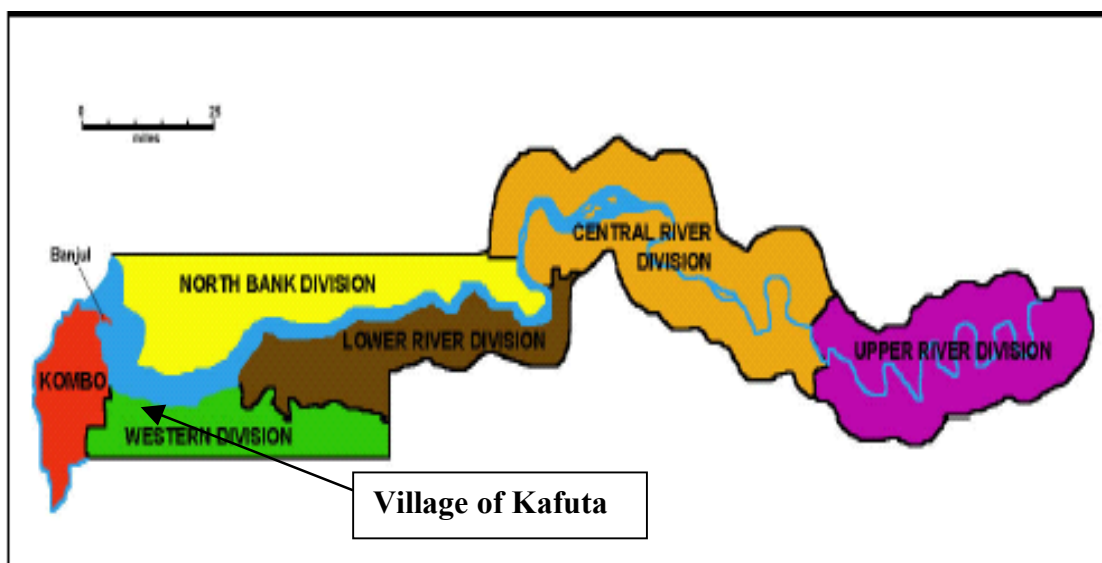 0 25
miles
Banjul
CENTRAL RIVER
DIVISION
NORTH BANK DIVISION
LOWER RIVER DIVISION
UPPER RIVER DIVISION
KOMBO
WESTERN DIVISION
Village of Kafuta